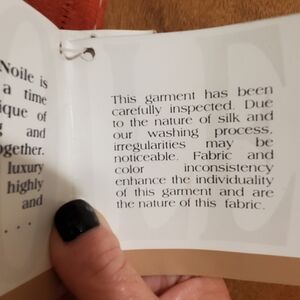 Noile is
a time
ique of
g and
ogether.
luxury
highly
and
. . .
This garment has been
carefully inspected. Due
to the nature of silk and
our washing process,
irregularities may be
noticeable. Fabric and
color inconsistency
enhance the individuality
of this garment and are
the nature of this fabric.